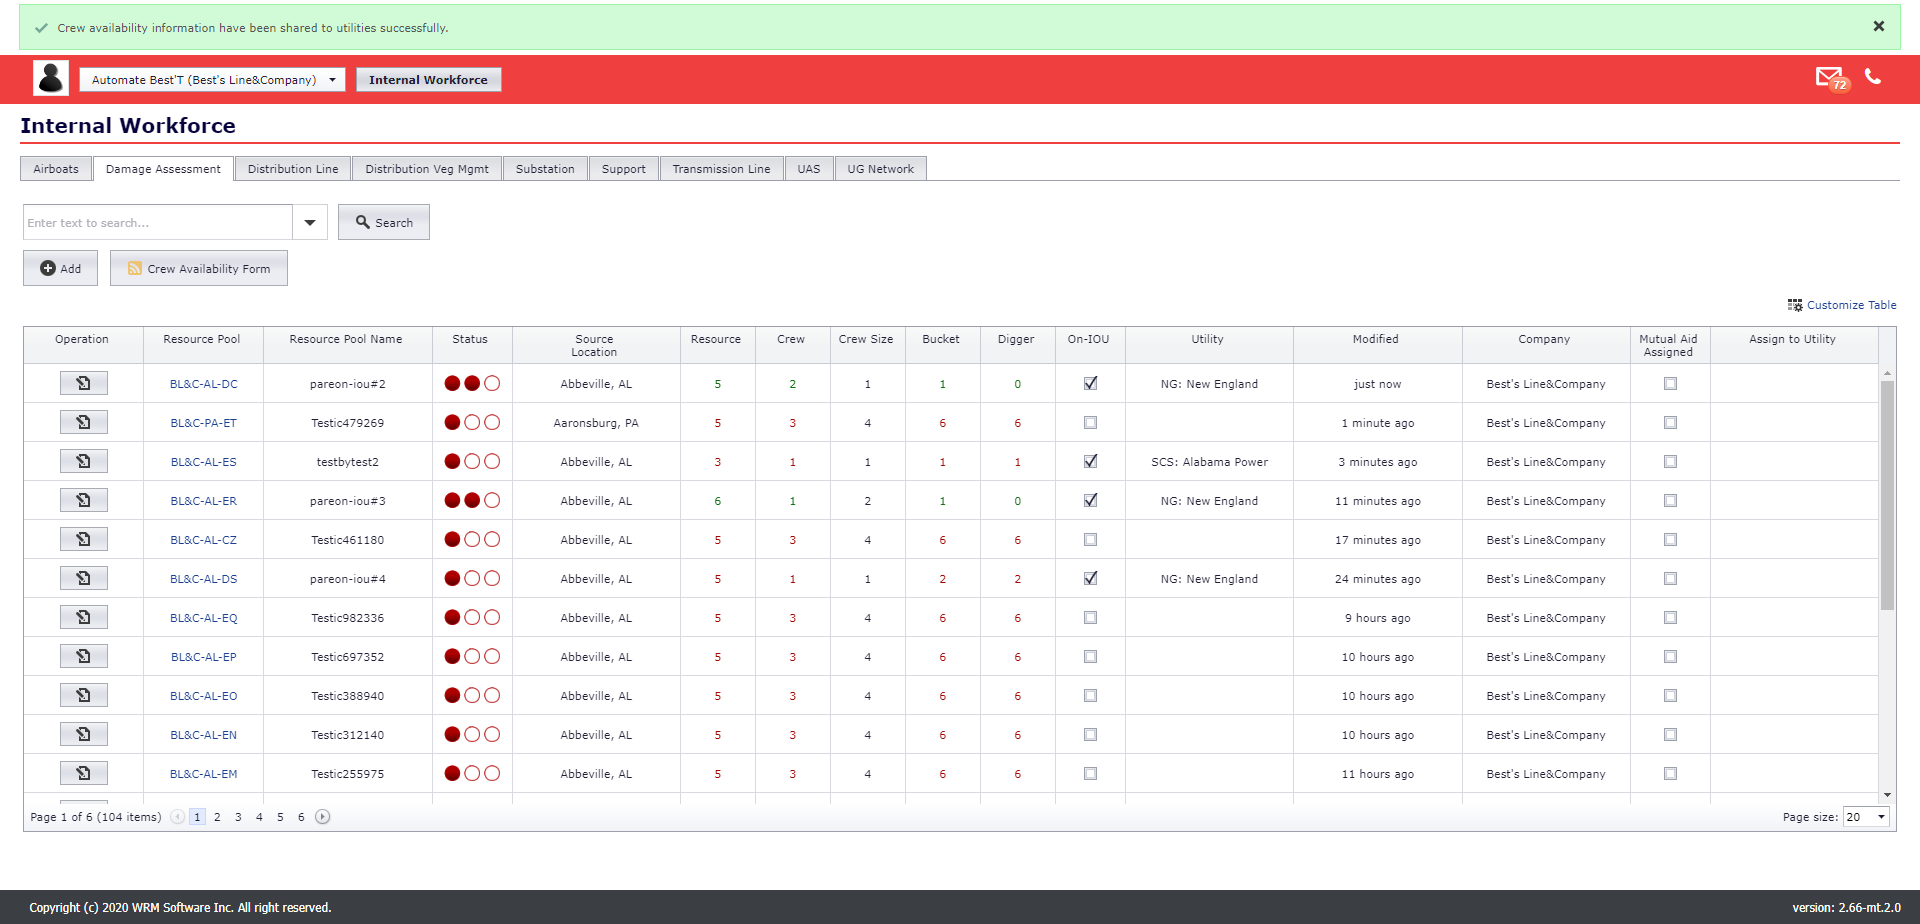 Crew availability information have been shared to utilities successfully.
Automate Best'T (Best's Line&Company) Internal Workforce 72
Internal Workforce
Airboats Damage Assessment Distribution Line Distribution Veg Mgmt Substation Support Transmission Line UAS UG Network
Enter text to search... Search
Add Crew Availability Form
Customize Table
Operation Resource Pool Resource Pool Name Status Source Location Resource Crew Crew Size Bucket Digger On-IOU Utility Modified Company Mutual Aid Assigned Assign to Utility
BL&C-AL-DC pareon-iou#2 Abbeville, AL 5 2 1 1 0 NG: New England just now Best's Line&Company
BL&C-PA-ET Testic479269 Aaronsburg, PA 5 3 4 6 6 1 minute ago Best's Line&Company
BL&C-AL-ES testbytest2 Abbeville, AL 3 1 1 1 1 SCS: Alabama Power 3 minutes ago Best's Line&Company
BL&C-AL-ER pareon-iou#3 Abbeville, AL 6 1 2 1 0 NG: New England 11 minutes ago Best's Line&Company
BL&C-AL-CZ Testic461180 Abbeville, AL 5 3 4 6 6 17 minutes ago Best's Line&Company
BL&C-AL-DS pareon-iou#4 Abbeville, AL 5 1 1 2 2 NG: New England 24 minutes ago Best's Line&Company
BL&C-AL-EQ Testic982336 Abbeville, AL 5 3 4 6 6 9 hours ago Best's Line&Company
BL&C-AL-EP Testic697352 Abbeville, AL 5 3 4 6 6 10 hours ago Best's Line&Company
BL&C-AL-EO Testic388940 Abbeville, AL 5 3 4 6 6 10 hours ago Best's Line&Company
BL&C-AL-EN Testic312140 Abbeville, AL 5 3 4 6 6 10 hours ago Best's Line&Company
BL&C-AL-EM Testic255975 Abbeville, AL 5 3 4 6 6 11 hours ago Best's Line&Company
Page 1 of 6 (104 items) 1 2 3 4 5 6 Page size: 20
Copyright (c) 2020 WRM Software Inc. All right reserved. version: 2.66-mt.2.0